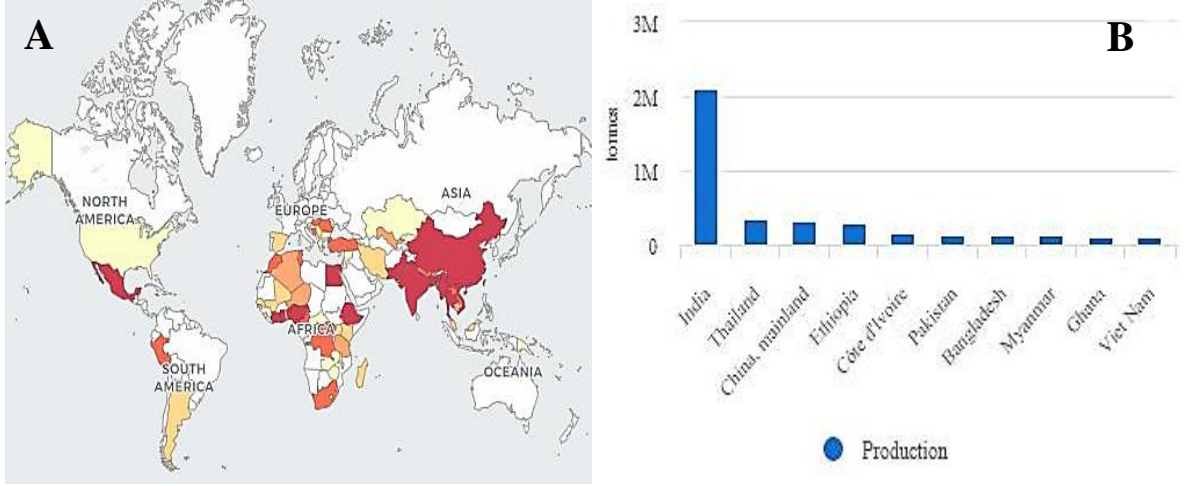 A
NORTH
AMERICA
EUROPE
ASIA
AFRICA
SOUTH
AMERICA
OCEANIA
B
3M
2M
1M
0
tonnes
India
Thailand
China, mainland
Ethiopia
Côte d'Ivoire
Pakistan
Bangladesh
Myanmar
Ghana
Viet Nam
Production